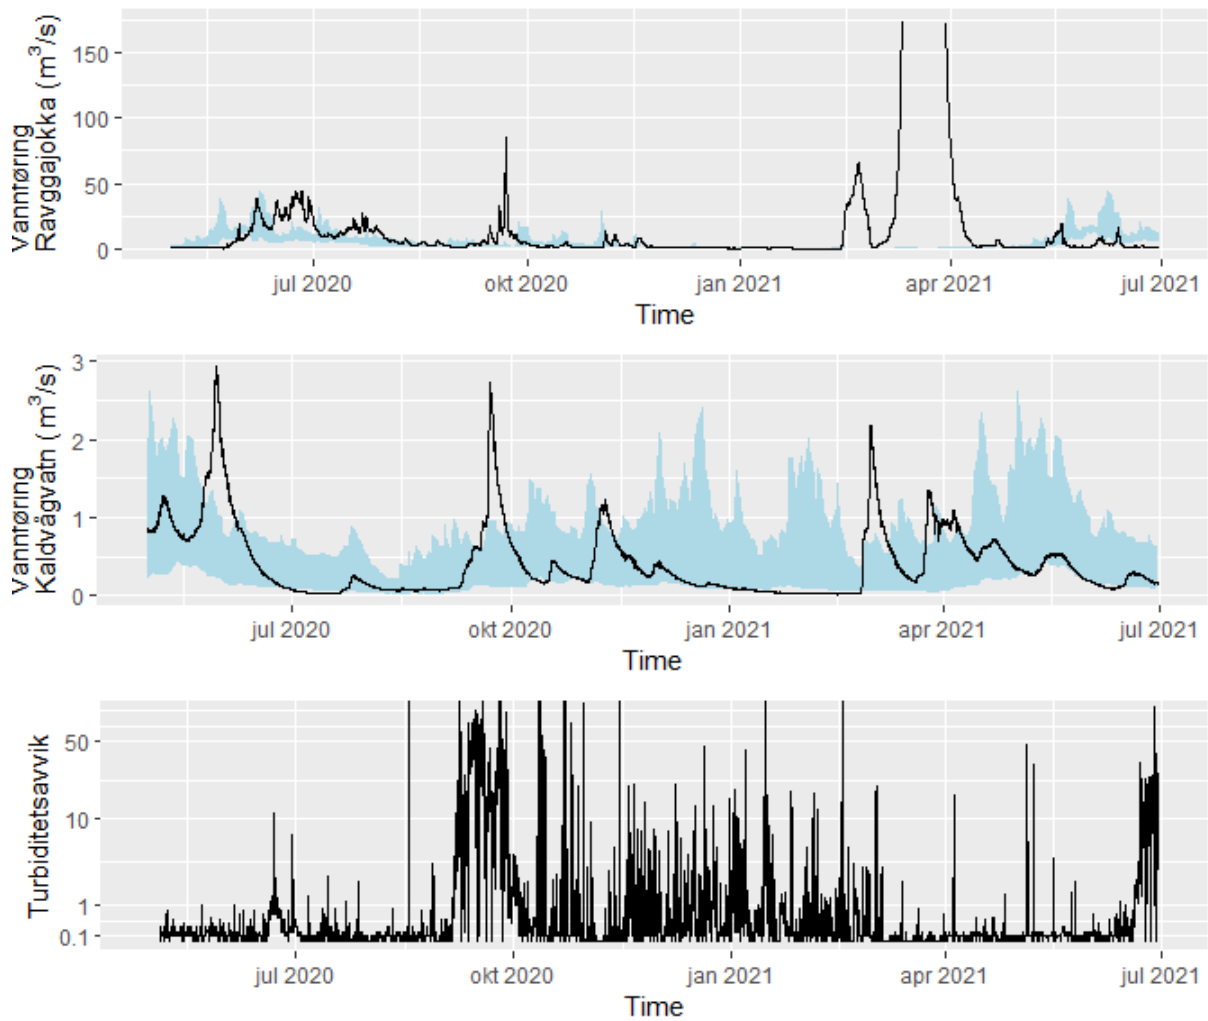 Vannføring
Ravggajokka (m³/s)
150
100
50
0
jul 2020
okt 2020
jan 2021
apr 2021
jul 2021
Time
Vannføring
Kaldvågvatn (m³/s)
3
2
1
0
jul 2020
okt 2020
jan 2021
apr 2021
jul 2021
Time
Turbiditetsavvik
50
10
1
0.1
jul 2020
okt 2020
jan 2021
apr 2021
jul 2021
Time